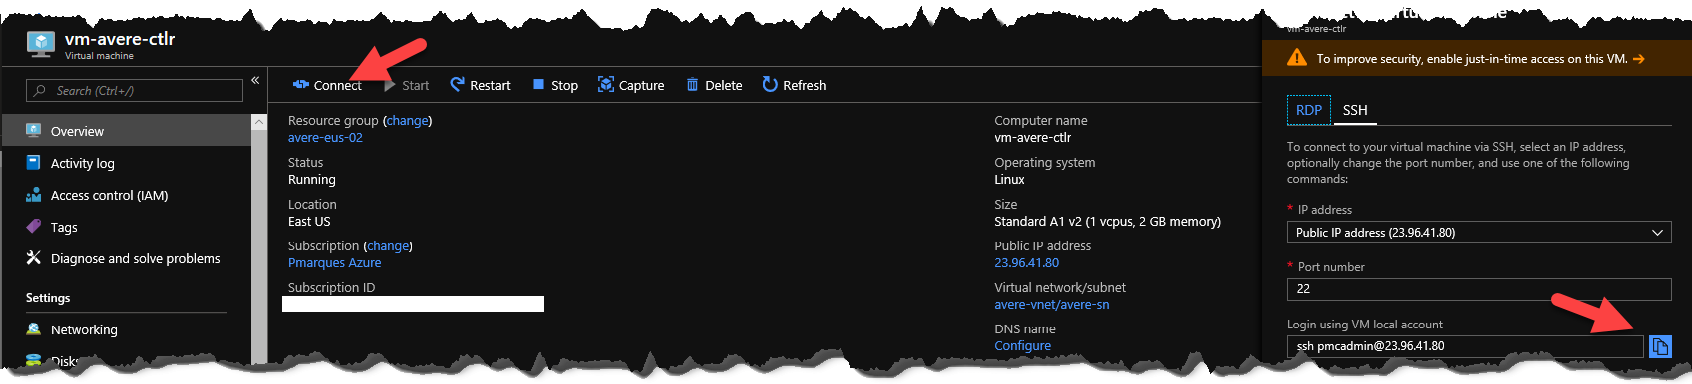 vm-avere-ctlr
Virtual machine
Search (Ctrl+/)
«
Overview
Activity log
Access control (IAM)
Tags
Diagnose and solve problems
Settings
Networking
Disks
Connect
Start
Restart
Stop
Capture
Delete
Refresh
Resource group (change)
avere-eus-02
Status
Running
Location
East US
Subscription (change)
Pmarques Azure
Subscription ID
Computer name
vm-avere-ctlr
Operating system
Linux
Size
Standard A1 v2 (1 vcpus, 2 GB memory)
Public IP address
23.96.41.80
Virtual network/subnet
avere-vnet/avere-sn
DNS name
Configure
vm-avere-ctlr
To improve security, enable just-in-time access on this VM. →
RDP SSH
To connect to your virtual machine via SSH, select an IP address,
optionally change the port number, and use one of the following
commands:
* IP address
Public IP address (23.96.41.80)
* Port number
22
Login using VM local account
ssh pmcadmin@23.96.41.80